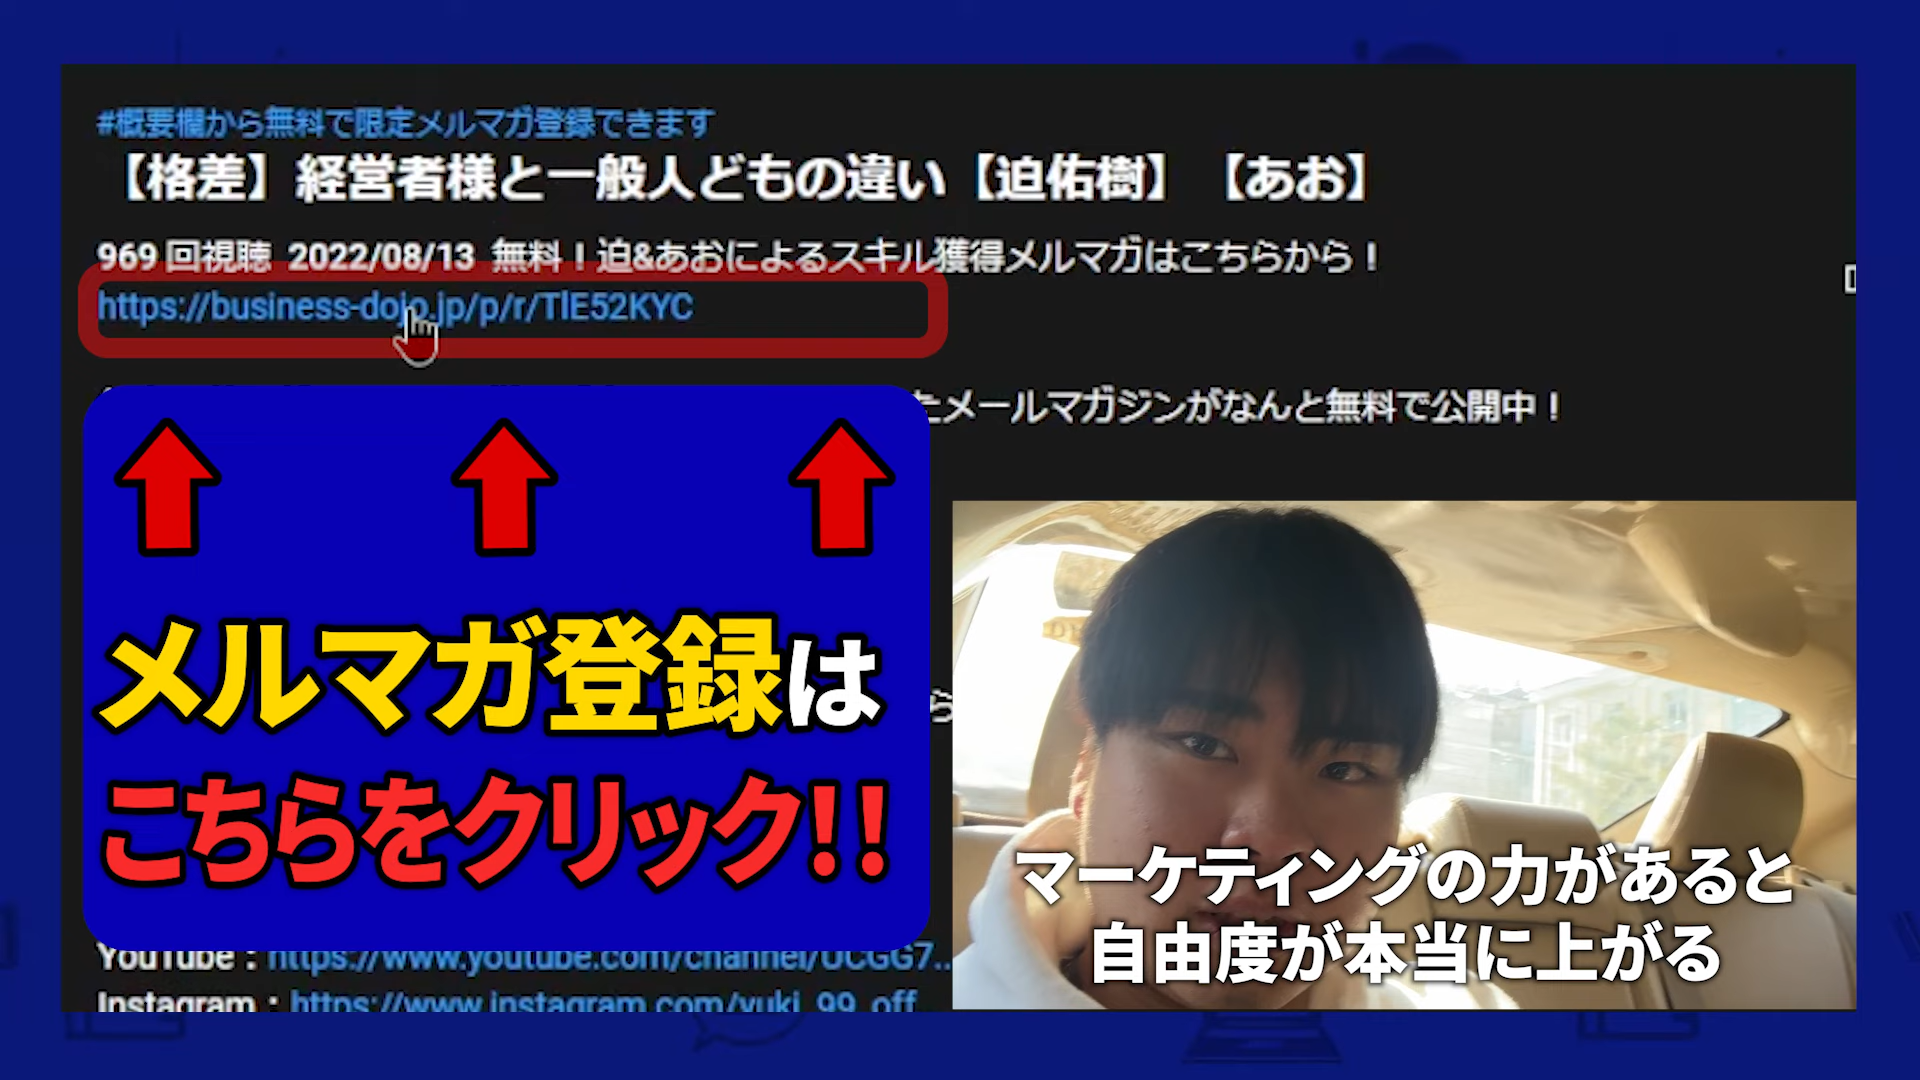 #概要欄から無料で限定メルマガ登録できます
【格差】経営者様と一般人どもの違い【迫佑樹】【あお】
969 回視聴 2022/08/13 無料！迫&あおによるスキル獲得メルマガはこちらから！
https://business-dojo.jp/p/r/TlE52KYC
たメールマガジンがなんと無料で公開中！
メルマガ登録は
ら
こちらをクリック!!
マーケティングの力があると
自由度が本当に上がる
YouTube：https://www.youtube.com/channel/UCGG7...
Instagram：https://www.instagram.com/yuki_99_off